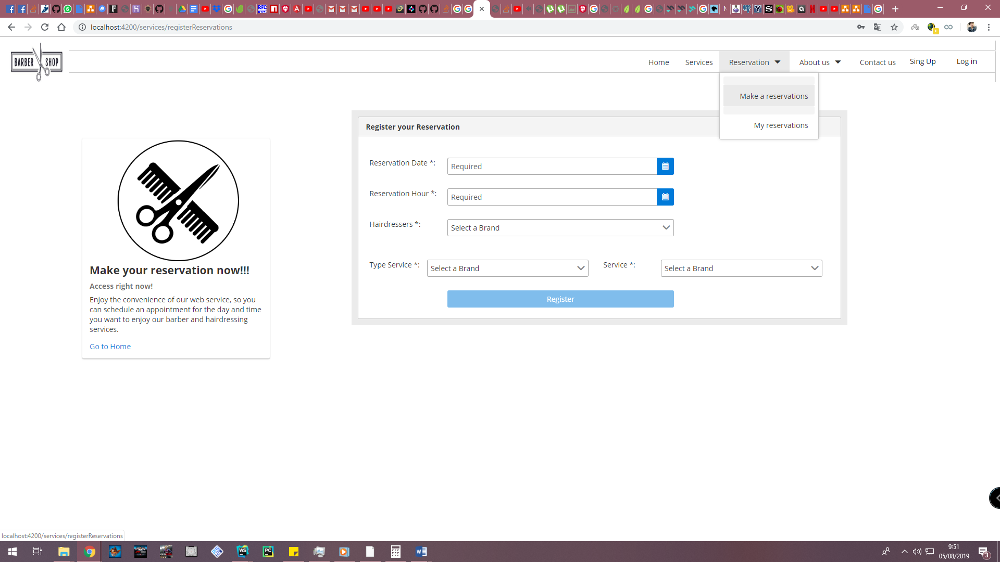 localhost:4200/services/registerReservations
BARBER SHOP
Home
Services
Reservation
About us
Contact us
Sing Up
Log in
Make a reservations
My reservations
Register your Reservation
Reservation Date *:
Required
Reservation Hour *:
Required
Hairdressers *:
Select a Brand
Type Service *:
Select a Brand
Service *:
Select a Brand
Register
Make your reservation now!!!
Access right now!
Enjoy the convenience of our web service, so you
can schedule an appointment for the day and time
you want to enjoy our barber and hairdressing
services.
Go to Home
localhost:4200/services/registerReservations
9:51
05/08/2019
3